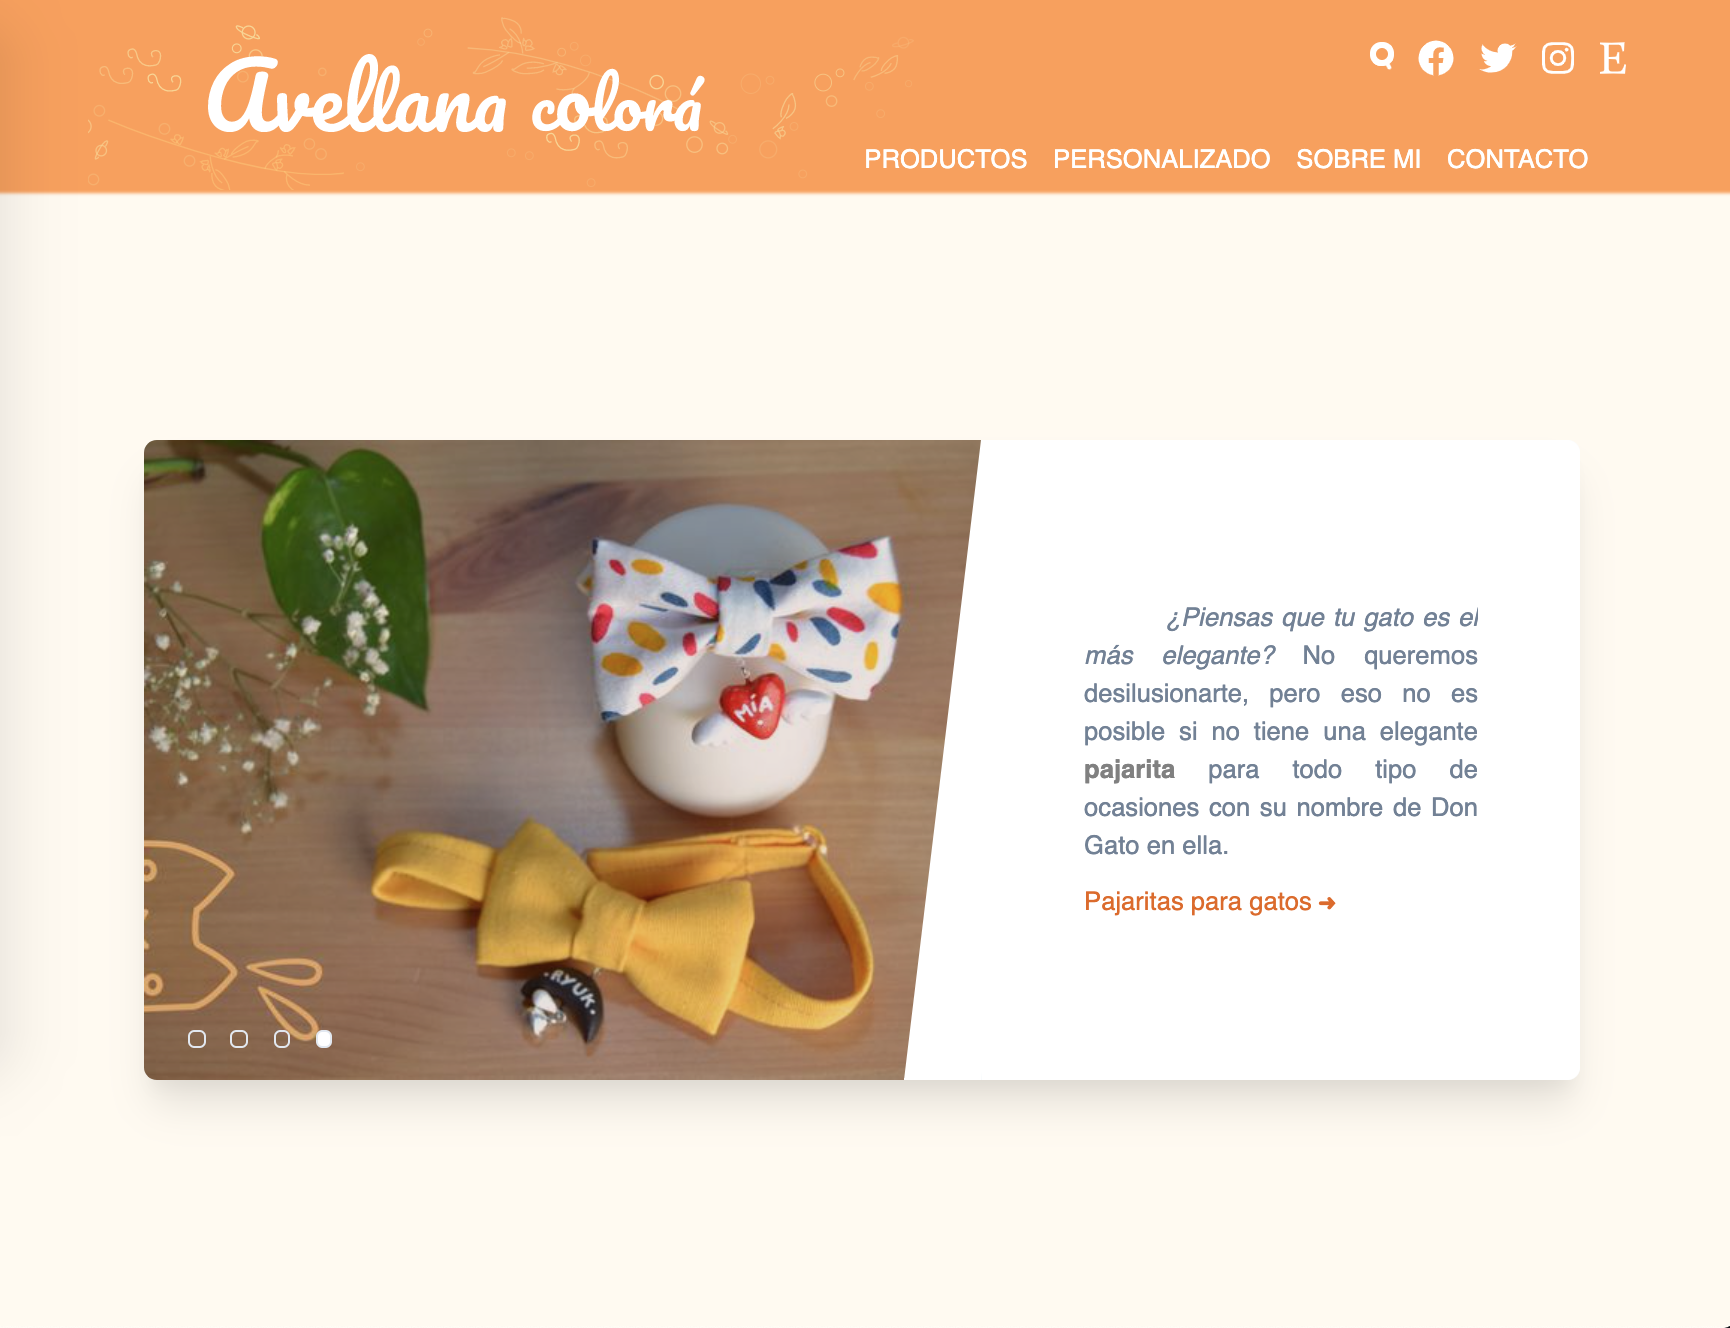 Avellana colorá
E
PRODUCTOS PERSONALIZADO SOBRE MI CONTACTO
MÍA
¿Piensas que tu gato es el
más elegante? No queremos
desilusionarte, pero eso no es
posible si no tiene una elegante
pajarita para todo tipo de
ocasiones con su nombre de Don
Gato en ella.
Pajaritas para gatos ➜
.RYUK.